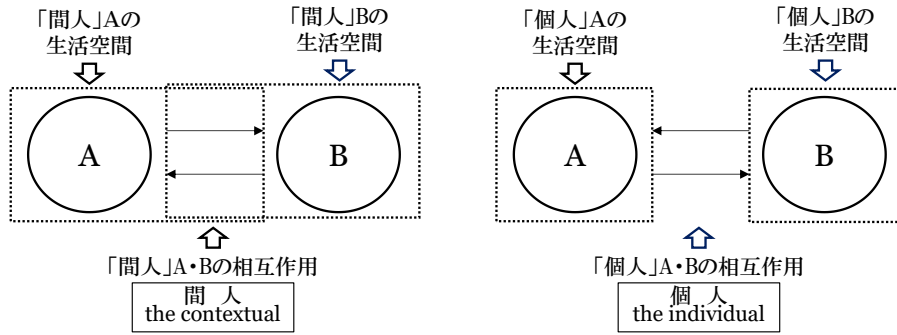 「間人」Aの
生活空間
「間人」Bの
生活空間
A
B
「間人」A・Bの相互作用
間 人
the contextual
「個人」Aの
生活空間
「個人」Bの
生活空間
A
B
「個人」A・Bの相互作用
個 人
the individual